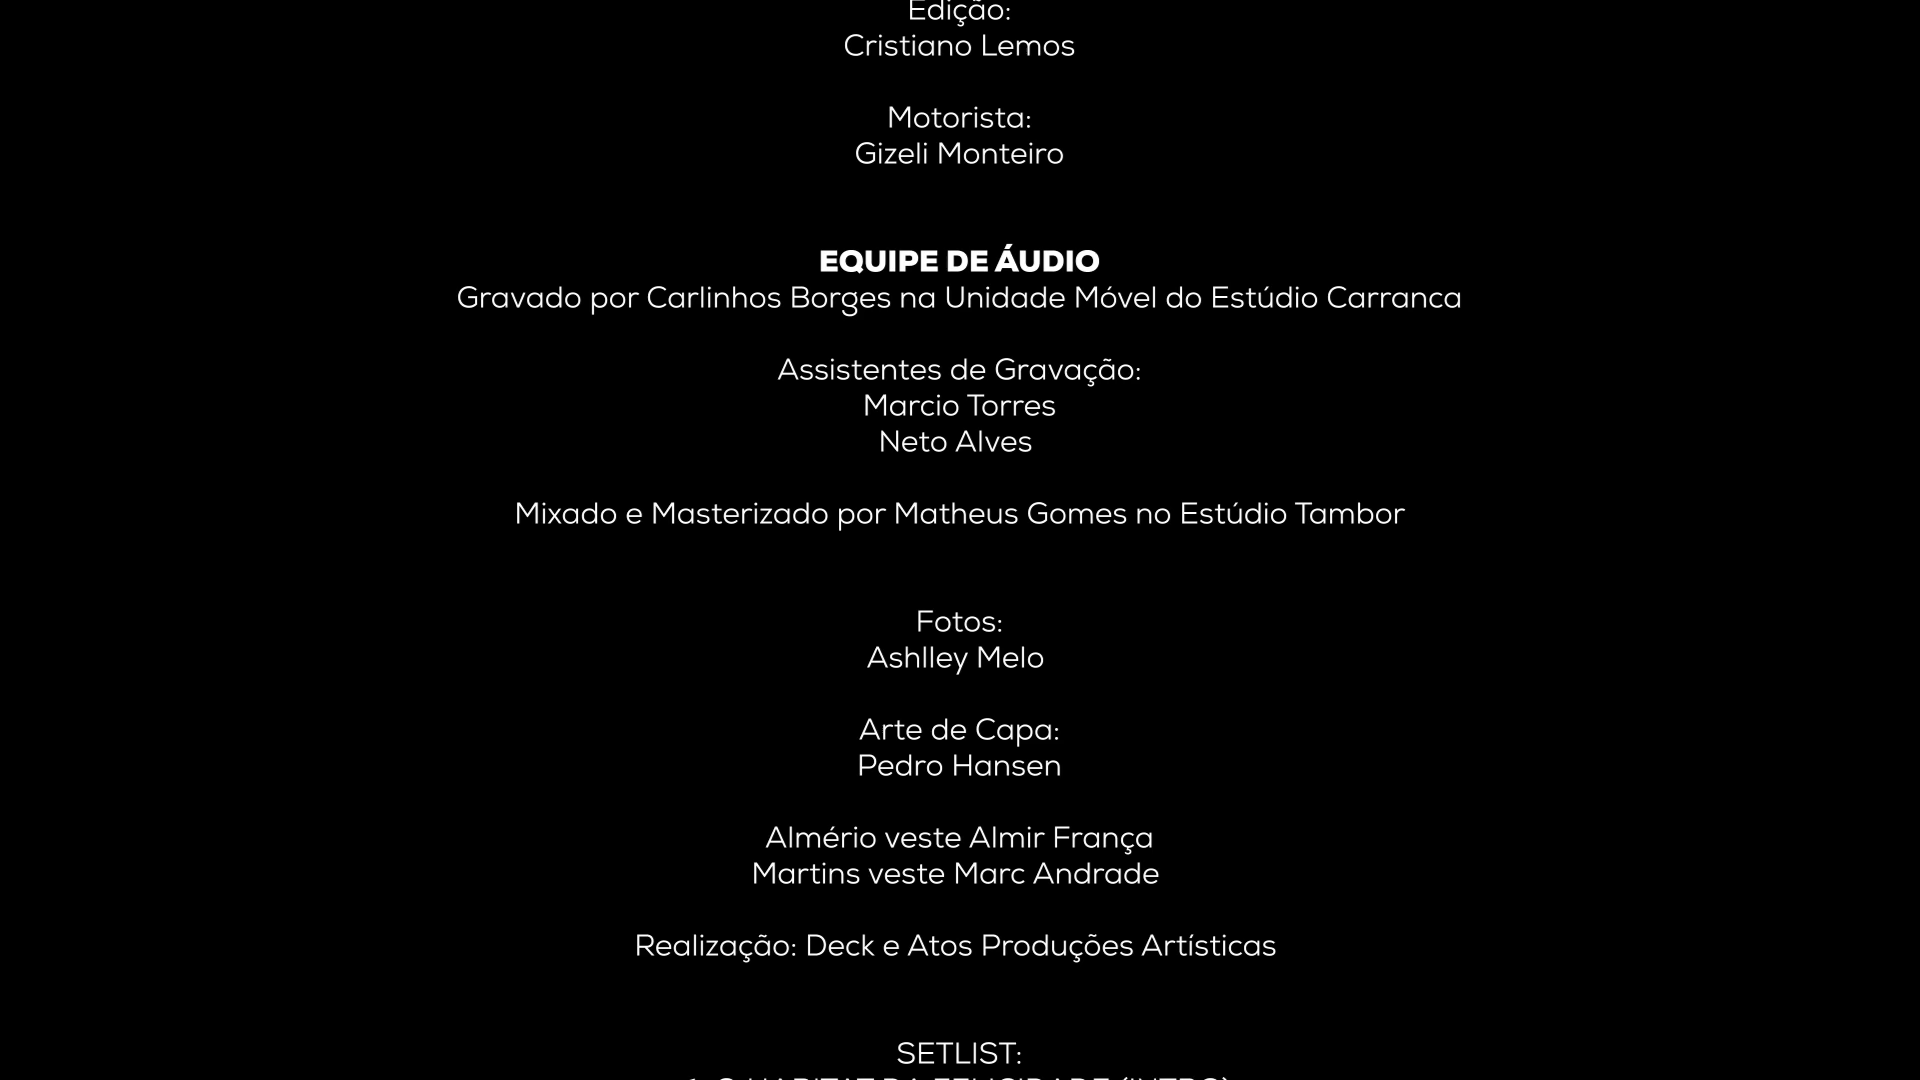 Edição:
Cristiano Lemos
Motorista:
Gizeli Monteiro
EQUIPE DE ÁUDIO
Gravado por Carlinhos Borges na Unidade Móvel do Estúdio Carranca
Assistentes de Gravação:
Marcio Torres
Neto Alves
Mixado e Masterizado por Matheus Gomes no Estúdio Tambor
Fotos:
Ashlley Melo
Arte de Capa:
Pedro Hansen
Almério veste Almir França
Martins veste Marc Andrade
Realização: Deck e Atos Produções Artísticas
SETLIST: